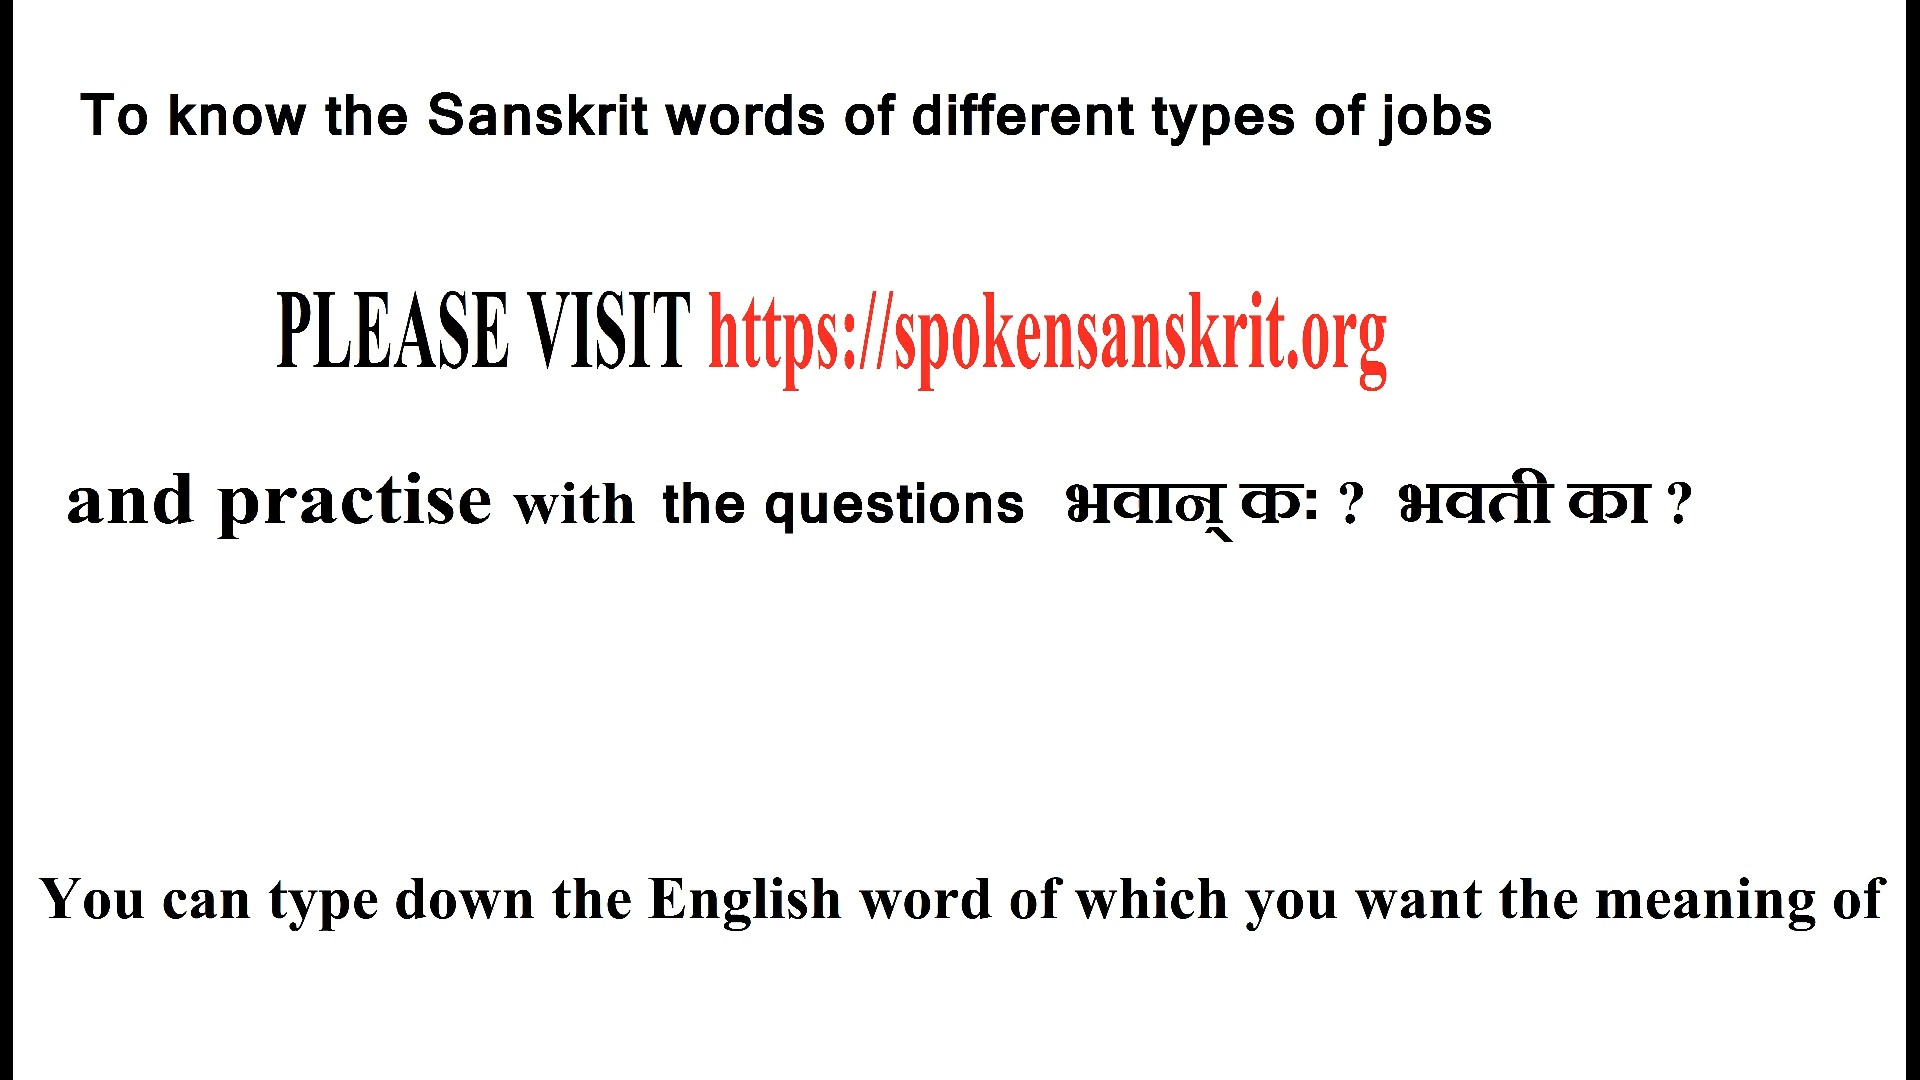 To know the Sanskrit words of different types of jobs
PLEASE VISIT https://spokensanskrit.org
and practise with the questions भवान् कः ? भवती का ?
You can type down the English word of which you want the meaning of